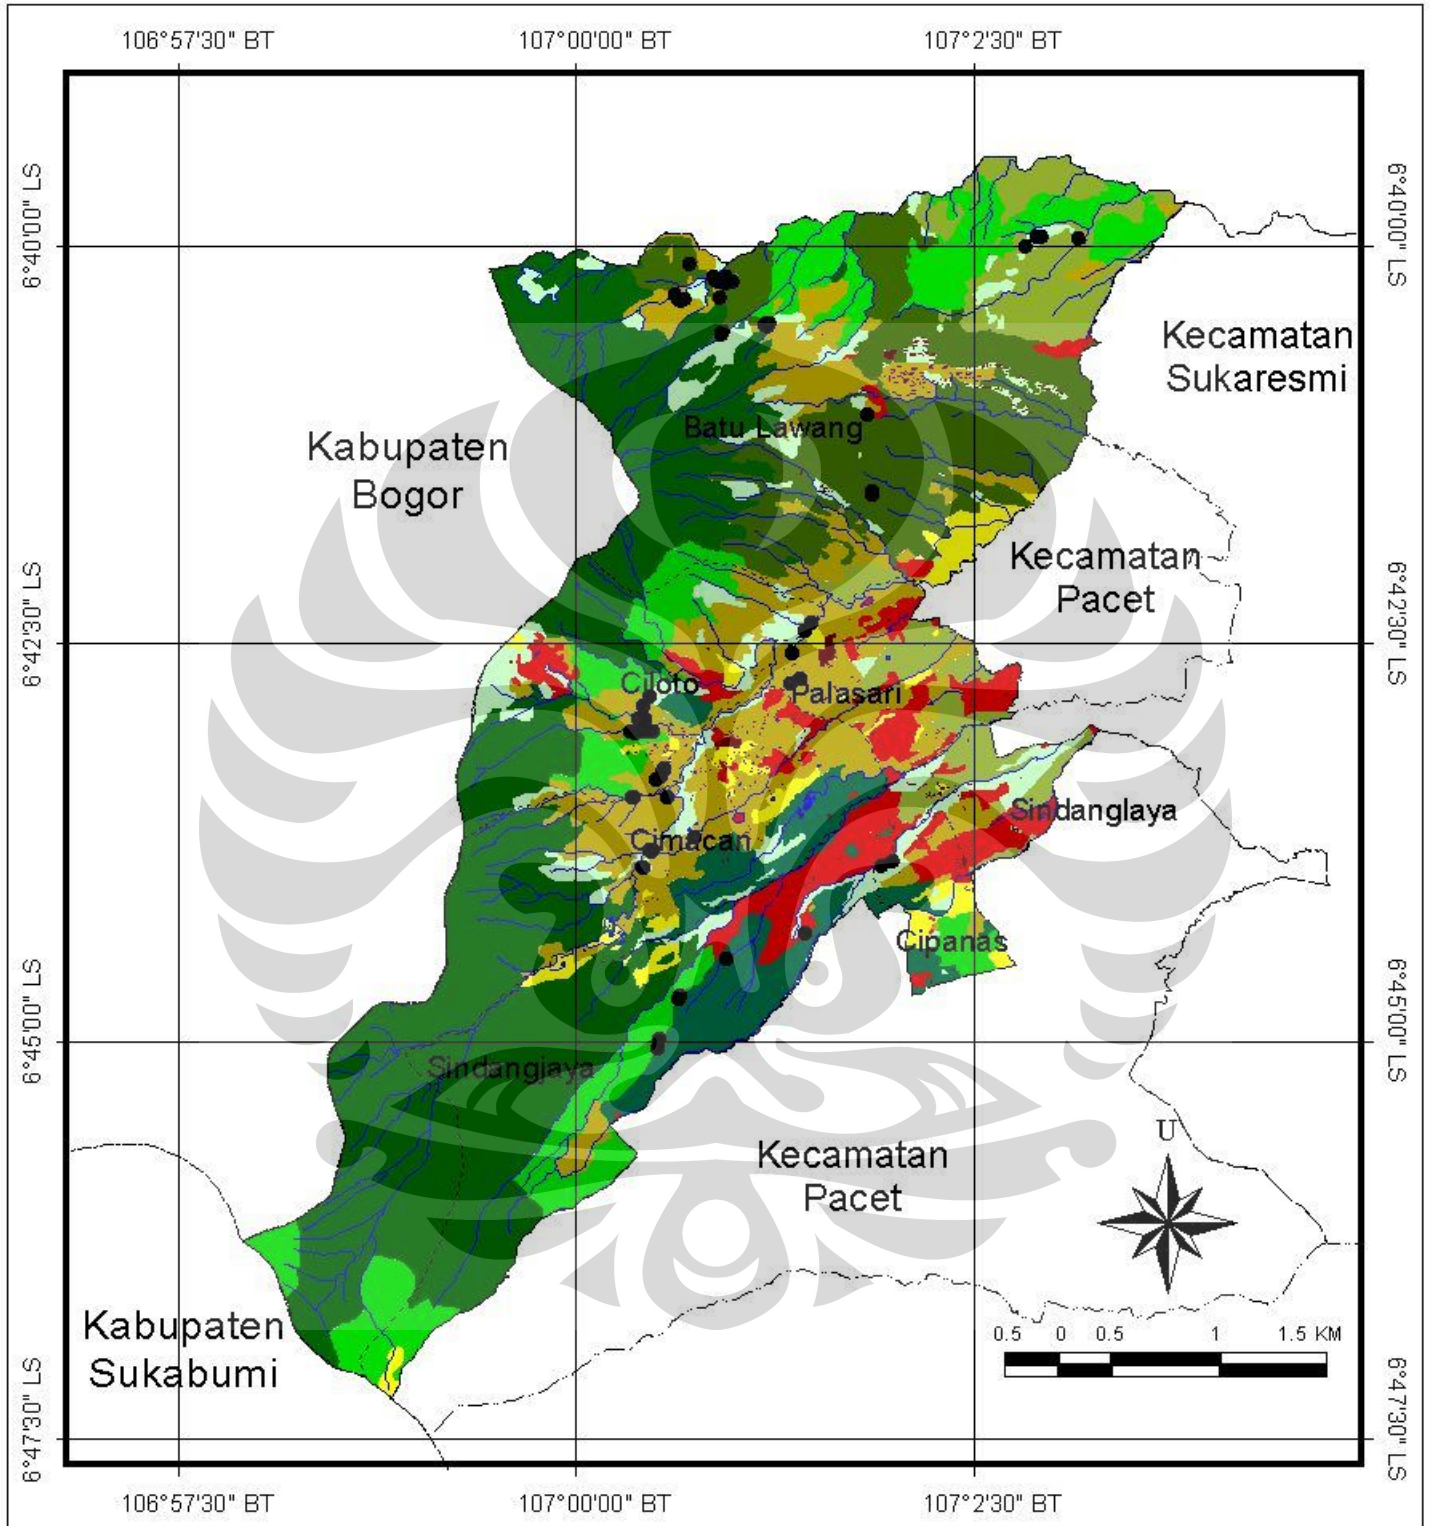 106°57'30" BT
107°00'00" BT
107°2'30" BT
6°40'00" LS
6°40'00" LS
Kecamatan
Sukaresmi
Batu Lawang
Kabupaten
Bogor
Kecamatan
Pacet
6°42'30" LS
6°42'30" LS
Ciloto
Palasari
Sindanglaya
Cimacan
Cipanas
6°45'00" LS
6°45'00" LS
Sindangjaya
Kecamatan
Pacet
U
Kabupaten
Sukabumi
0.5 0 0.5 1 1.5 KM
6°47'30" LS
6°47'30" LS
106°57'30" BT
107°00'00" BT
107°2'30" BT